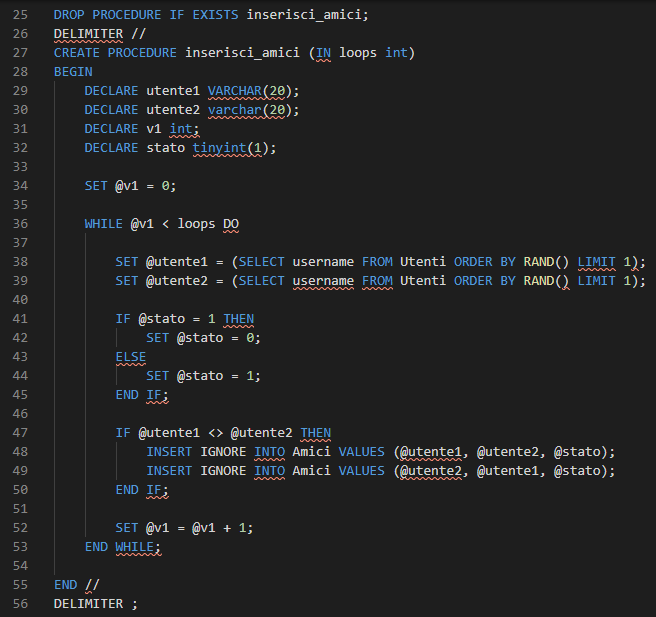 25 DROP PROCEDURE IF EXISTS inserisci_amici;
26 DELIMITER //
27 CREATE PROCEDURE inserisci_amici (IN loops int)
28 BEGIN
29 DECLARE utente1 VARCHAR(20);
30 DECLARE utente2 varchar(20);
31 DECLARE v1 int;
32 DECLARE stato tinyint(1);
33
34 SET @v1 = 0;
35
36 WHILE @v1 < loops DO
37
38 SET @utente1 = (SELECT username FROM Utenti ORDER BY RAND() LIMIT 1);
39 SET @utente2 = (SELECT username FROM Utenti ORDER BY RAND() LIMIT 1);
40
41 IF @stato = 1 THEN
42 SET @stato = 0;
43 ELSE
44 SET @stato = 1;
45 END IF;
46
47 IF @utente1 <> @utente2 THEN
48 INSERT IGNORE INTO Amici VALUES (@utente1, @utente2, @stato);
49 INSERT IGNORE INTO Amici VALUES (@utente2, @utente1, @stato);
50 END IF;
51
52 SET @v1 = @v1 + 1;
53 END WHILE;
54
55 END //
56 DELIMITER ;